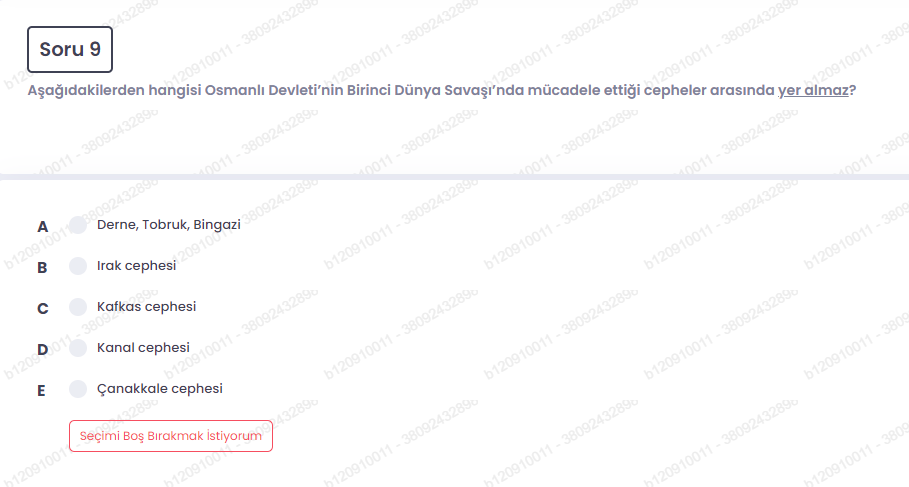 Soru 9
Aşağıdakilerden hangisi Osmanlı Devleti’nin Birinci Dünya Savaşı’nda mücadele ettiği cepheler arasında yer almaz?
A Derne, Tobruk, Bingazi
B Irak cephesi
C Kafkas cephesi
D Kanal cephesi
E Çanakkale cephesi
Seçimi Boş Bırakmak İstiyorum
b120910011 - 38092432898